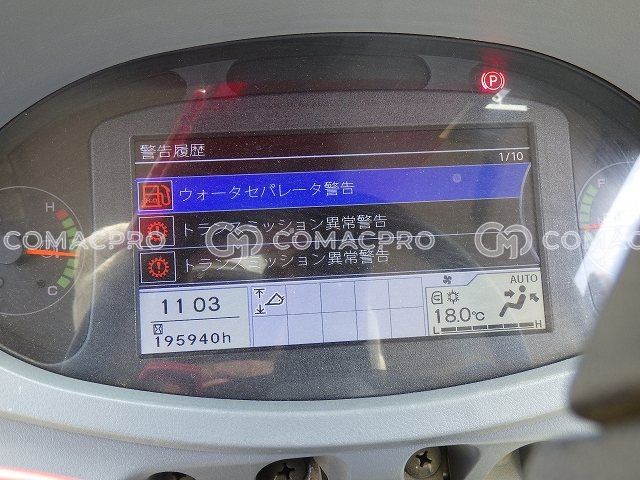 P
警告履歴
1/10
ウォータセパレータ警告
トランスミッション異常警告
トランスミッション異常警告
COMACPRO COMACPRO COMACPRO
H
C
11 03
195940h
AUTO
18.0℃
L H